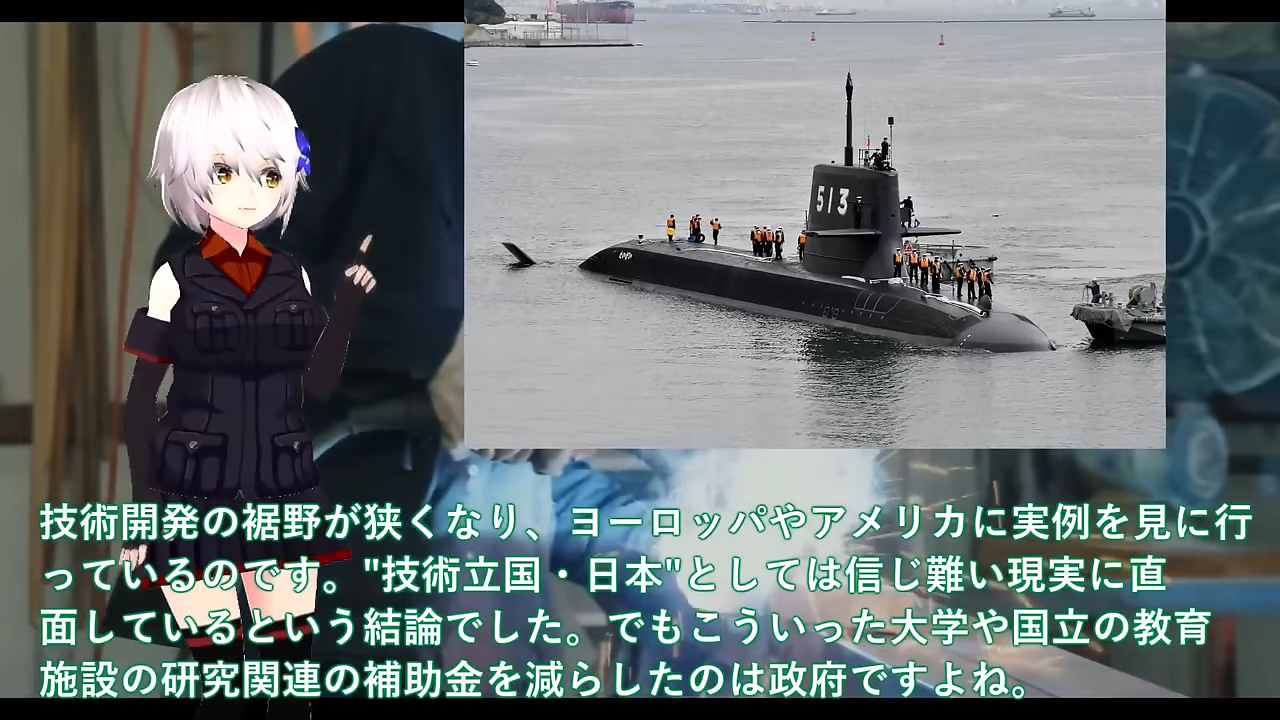 513
技術開発の裾野が狭くなり、ヨーロッパやアメリカに実例を見に行
っているのです。"技術立国・日本"としては信じ難い現実に直
面しているという結論でした。でもこういった大学や国立の教育
施設の研究関連の補助金を減らしたのは政府ですよね。